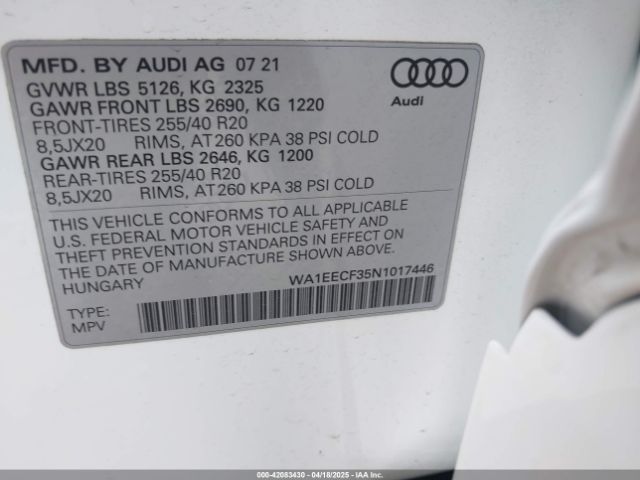 MFD. BY AUDI AG 07 21
GVWR LBS 5126, KG 2325
GAWR FRONT LBS 2690, KG 1220
FRONT-TIRES 255/40 R20
8,5JX20 RIMS, AT 260 KPA 38 PSI COLD
GAWR REAR LBS 2646, KG 1200
REAR-TIRES 255/40 R20
8,5JX20 RIMS, AT 260 KPA 38 PSI COLD
Audi
THIS VEHICLE CONFORMS TO ALL APPLICABLE
U.S. FEDERAL MOTOR VEHICLE SAFETY AND
THEFT PREVENTION STANDARDS IN EFFECT ON
THE DATE OF MANUFACTURE SHOWN ABOVE.
HUNGARY
WA1EECF35N1017446
TYPE:
MPV
000-42083430 - 04/18/2025 - IAAI.COM